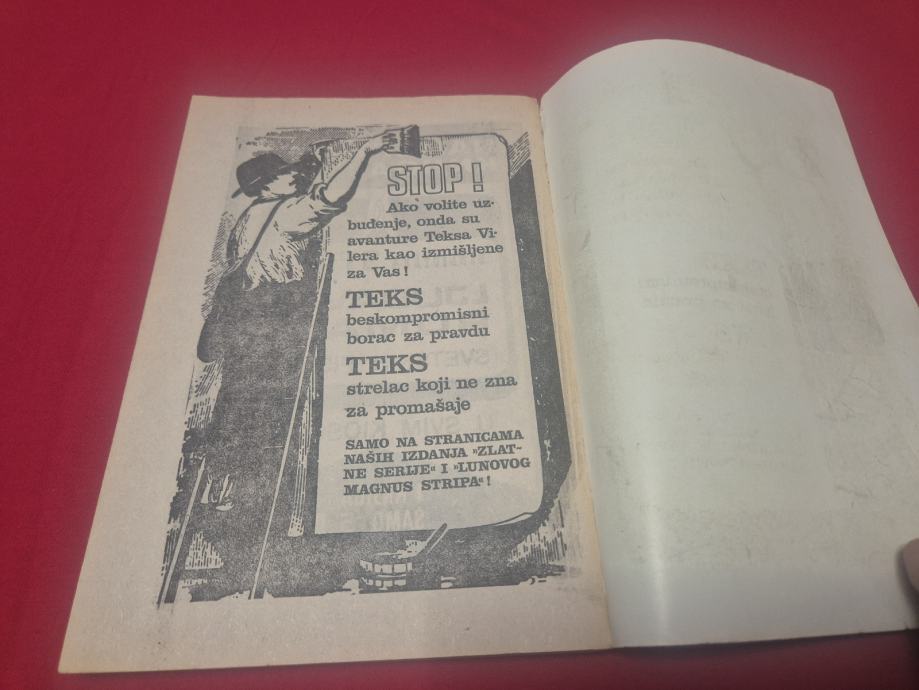 STOP!
Ako volite uz-
buđenje, onda su
avanture Teksa Vi-
lera kao izmišljene
za Vas!
TEKS
beskompromisni
borac za pravdu
TEKS
strelac koji ne zna
za promašaje
SAMO NA STRANICAMA
NAŠIH IZDANJA »ZLAT-
NE SERIJE« I »LUNOVOG
MAGNUS STRIPA«!